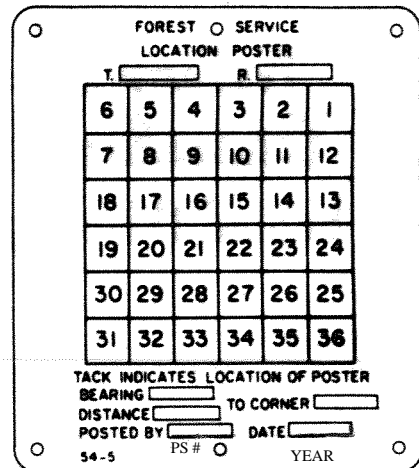 FOREST SERVICE
LOCATION POSTER
T. R.
6 5 4 3 2 1
7 8 9 10 11 12
18 17 16 15 14 13
19 20 21 22 23 24
30 29 28 27 26 25
31 32 33 34 35 36
TACK INDICATES LOCATION OF POSTER
BEARING
DISTANCE TO CORNER
POSTED BY DATE
54-5 PS # YEAR